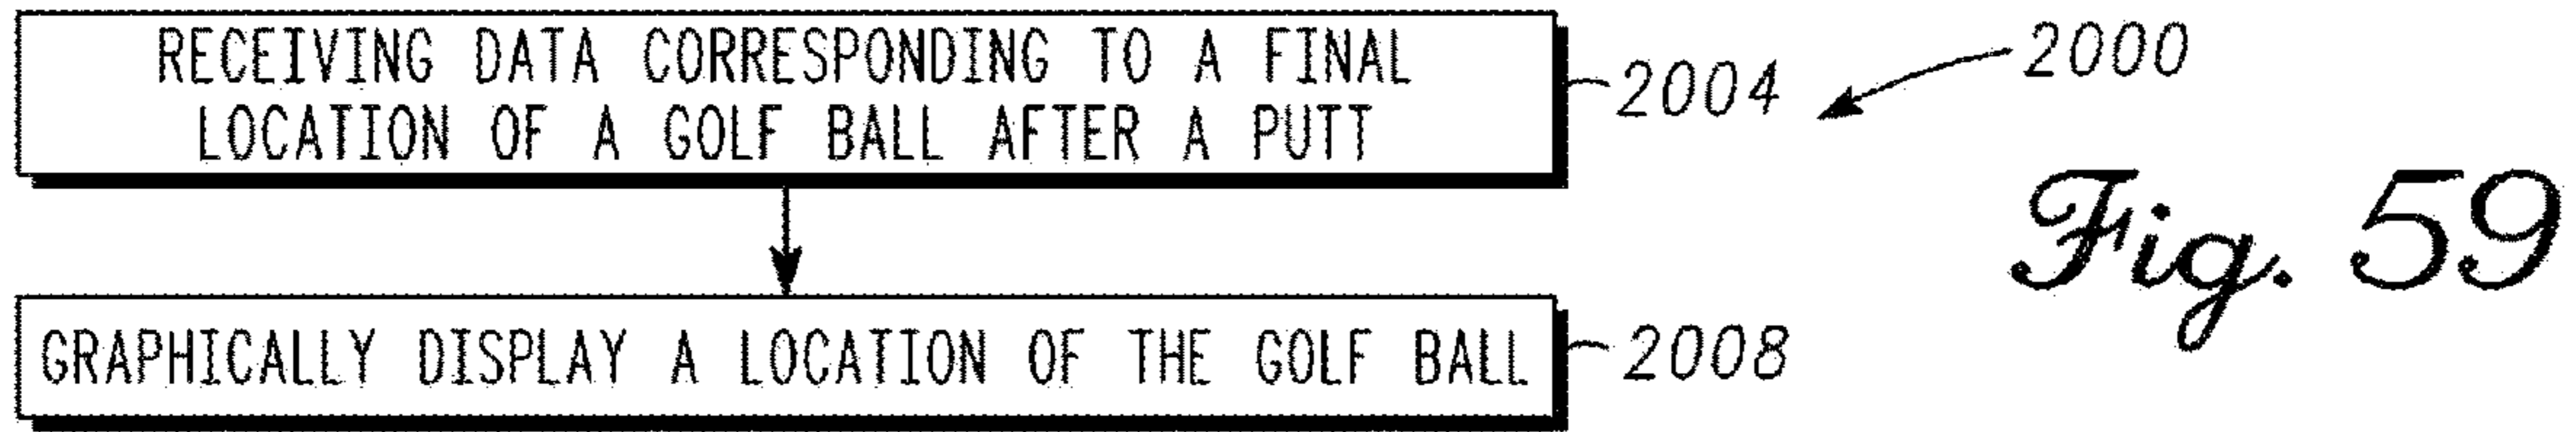 RECEIVING DATA CORRESPONDING TO A FINAL
LOCATION OF A GOLF BALL AFTER A PUTT
2004
2000
Fig. 59
GRAPHICALLY DISPLAY A LOCATION OF THE GOLF BALL
2008